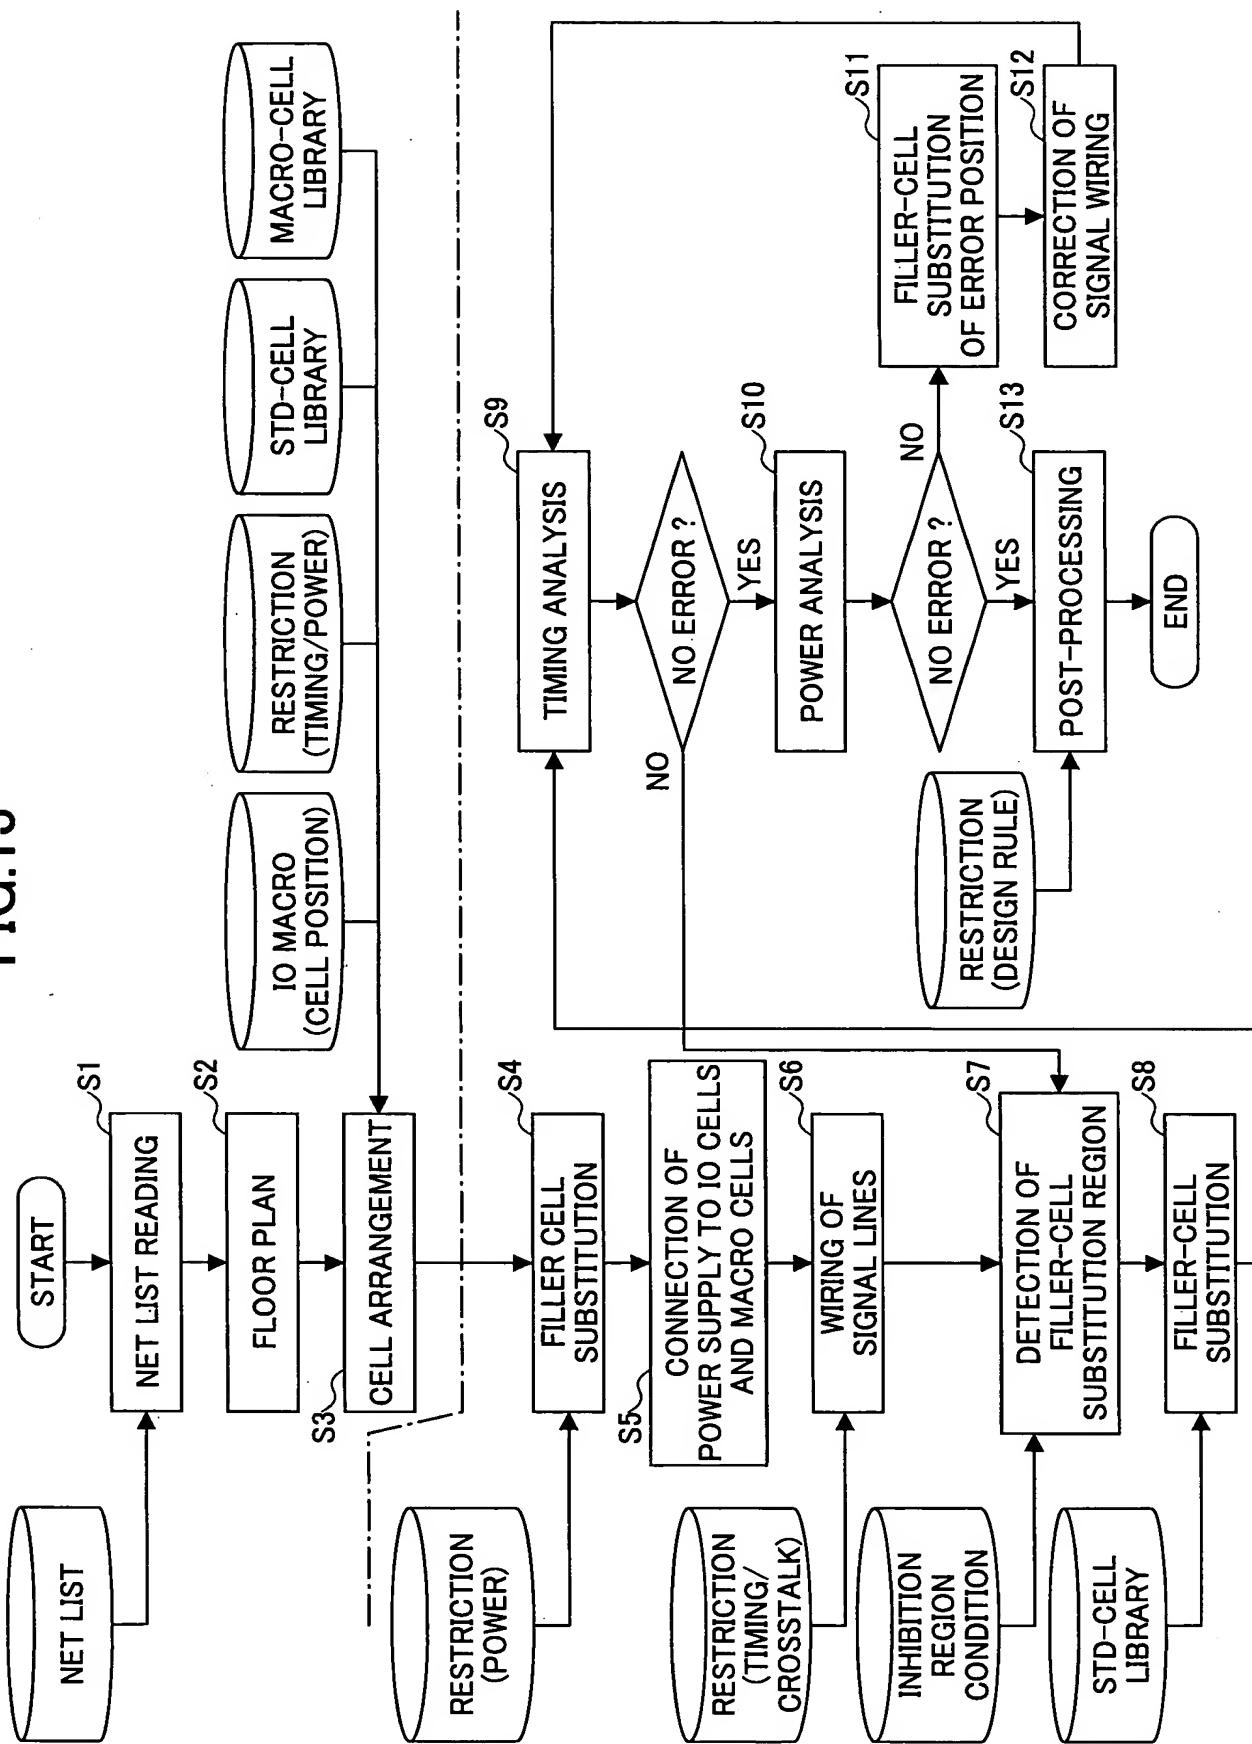 START
S1
NET LIST READING
NET LIST
S2
FLOOR PLAN
S3
CELL ARRANGEMENT
IO MACRO
(CELL POSITION)
RESTRICTION
(TIMING/POWER)
STD-CELL
LIBRARY
MACRO-CELL
LIBRARY
S4
FILLER CELL
SUBSTITUTION
RESTRICTION
(POWER)
S5
CONNECTION OF
POWER SUPPLY TO IO CELLS
AND MACRO CELLS
S6
WIRING OF
SIGNAL LINES
RESTRICTION
(TIMING/
CROSSTALK)
S7
DETECTION OF
FILLER-CELL
SUBSTITUTION REGION
INHIBITION
REGION
CONDITION
S8
FILLER-CELL
SUBSTITUTION
STD-CELL
LIBRARY
S9
TIMING ANALYSIS
NO ERROR ?
NO
YES
S10
POWER ANALYSIS
NO ERROR ?
NO
YES
S11
FILLER-CELL
SUBSTITUTION
OF ERROR POSITION
S12
CORRECTION OF
SIGNAL WIRING
S13
POST-PROCESSING
RESTRICTION
(DESIGN RULE)
END